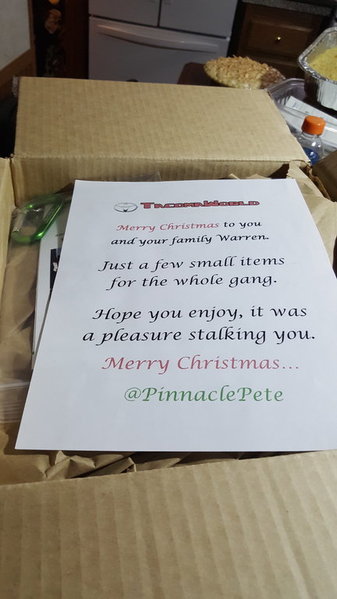 TACOMAWORLD
Merry Christmas to you
and your family Warren.
Just a few small items
for the whole gang.
Hope you enjoy, it was
a pleasure stalking you.
Merry Christmas...
@PinnaclePete